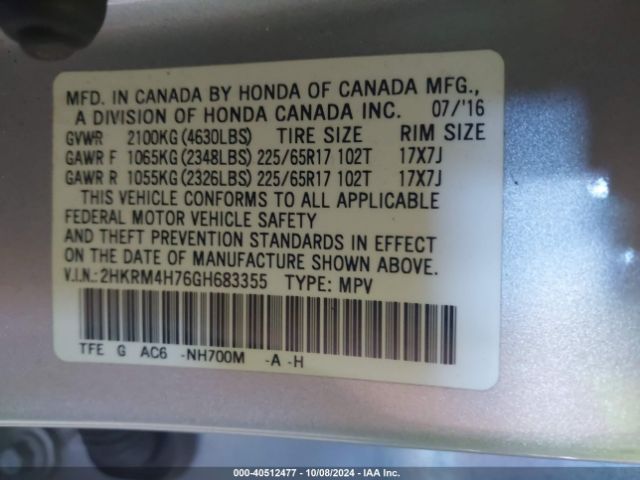 MFD. IN CANADA BY HONDA OF CANADA MFG.,
A DIVISION OF HONDA CANADA INC. 07/'16
GVWR 2100KG(4630LBS) TIRE SIZE RIM SIZE
GAWR F 1065KG(2348LBS) 225/65R17 102T 17X7J
GAWR R 1055KG(2326LBS) 225/65R17 102T 17X7J
THIS VEHICLE CONFORMS TO ALL APPLICABLE
FEDERAL MOTOR VEHICLE SAFETY
AND THEFT PREVENTION STANDARDS IN EFFECT
ON THE DATE OF MANUFACTURE SHOWN ABOVE.
V.I.N.:2HKRM4H76GH683355 TYPE: MPV
TFE G AC6 -NH700M -A -H
000-40512477 - 10/08/2024 - IAA Inc.